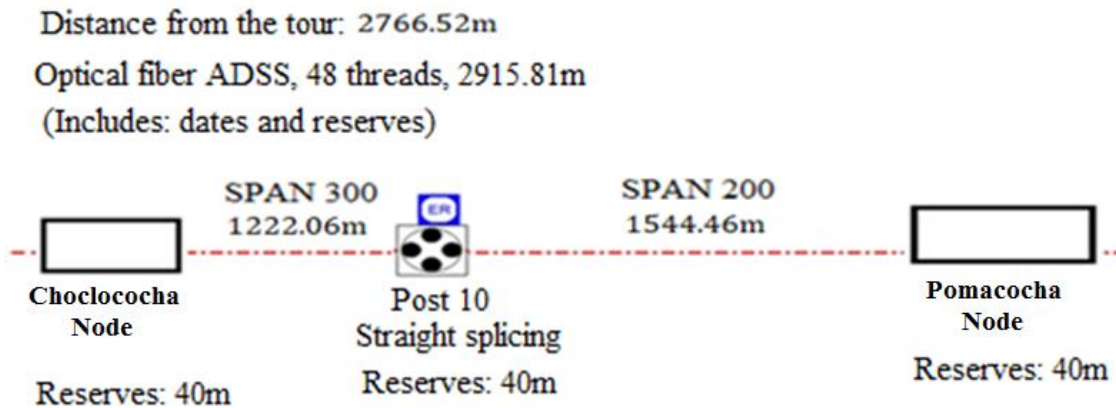 Distance from the tour: 2766.52m
Optical fiber ADSS, 48 threads, 2915.81m
(Includes: dates and reserves)
SPAN 300
1222.06m
ER
SPAN 200
1544.46m
Choclococha
Node
Post 10
Straight splicing
Pomacocha
Node
Reserves: 40m
Reserves: 40m
Reserves: 40m